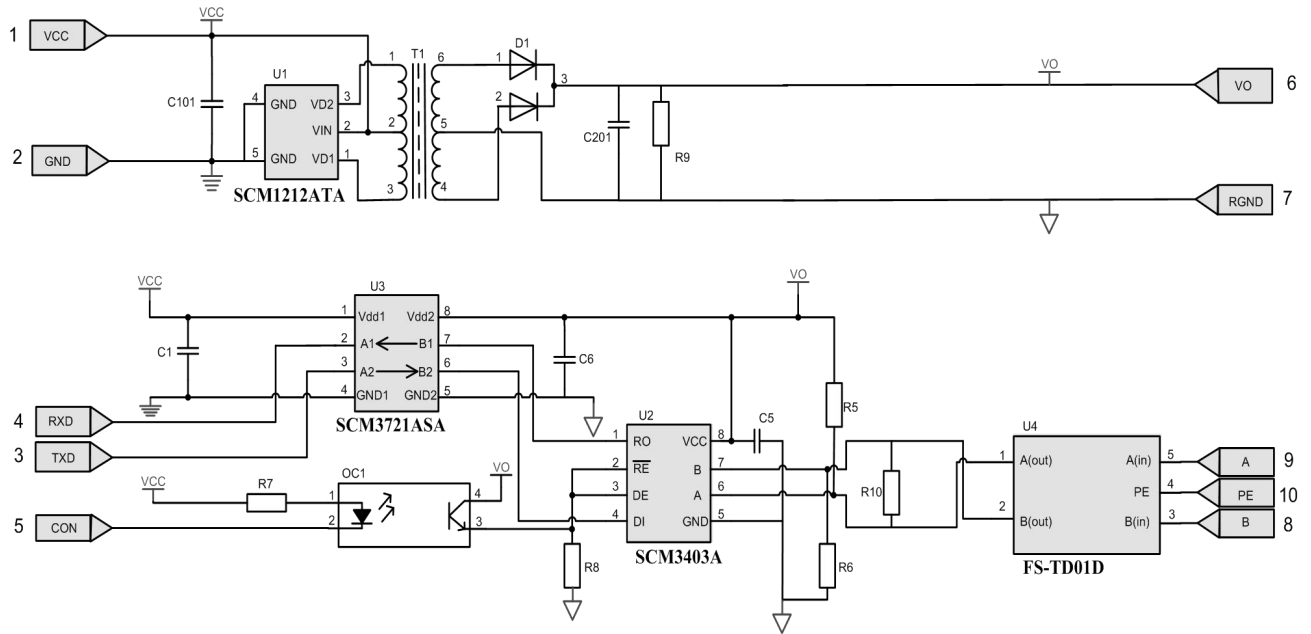 VCC
1 VCC
T1
D1
6
1
1
U1
3
VO
VO 6
C101
4 GND VD2 3
2
VIN 2
2
5
C201
R9
2 GND
5 GND VD1 1
3
4
SCM1212ATA
RGND 7
VCC
U3
VO
1 Vdd1 Vdd2 8
C1
2 A1 B1 7
C6
3 A2 B2 6
4 GND1 GND2 5
R5
SCM3721ASA
4 RXD
U2
C5
U4
3 TXD
1 RO VCC 8
1 A(out) A(in) 5 A 9
OC1
VO
2 RE B 7
VCC
R7
1
4
3 DE A 6
R10
PE 4 PE 10
5 CON
2
3
4 DI GND 5
2 B(out) B(in) 3 B 8
SCM3403A
R8
R6
FS-TD01D